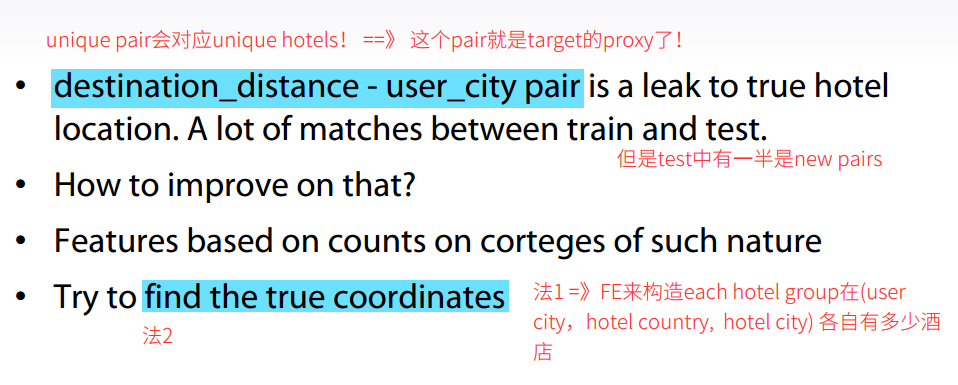 unique pair会对应unique hotels！ ==》 这个pair就是target的proxy了！
• destination_distance - user_city pair is a leak to true hotel
location. A lot of matches between train and test.
但是test中有一半是new pairs
• How to improve on that?
• Features based on counts on corteges of such nature
• Try to find the true coordinates
法2
法1 =》FE来构造each hotel group在(user
city，hotel country, hotel city) 各自有多少酒
店